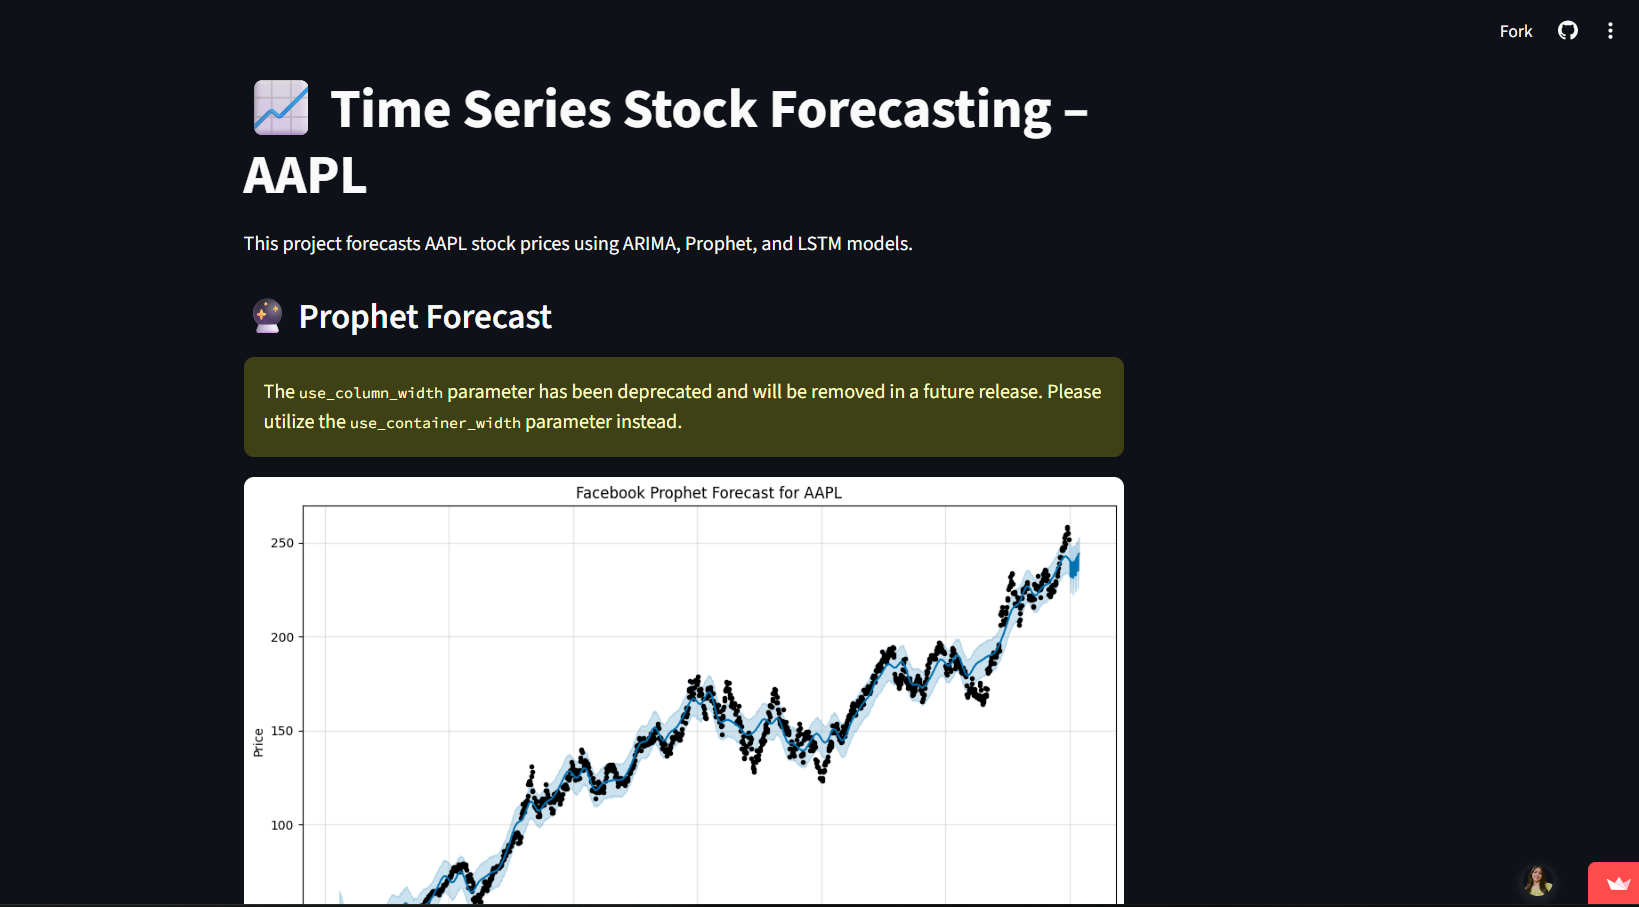 Fork
Time Series Stock Forecasting –
AAPL
This project forecasts AAPL stock prices using ARIMA, Prophet, and LSTM models.
Prophet Forecast
The use_column_width parameter has been deprecated and will be removed in a future release. Please
utilize the use_container_width parameter instead.
Facebook Prophet Forecast for AAPL
250
200
Price
150
100